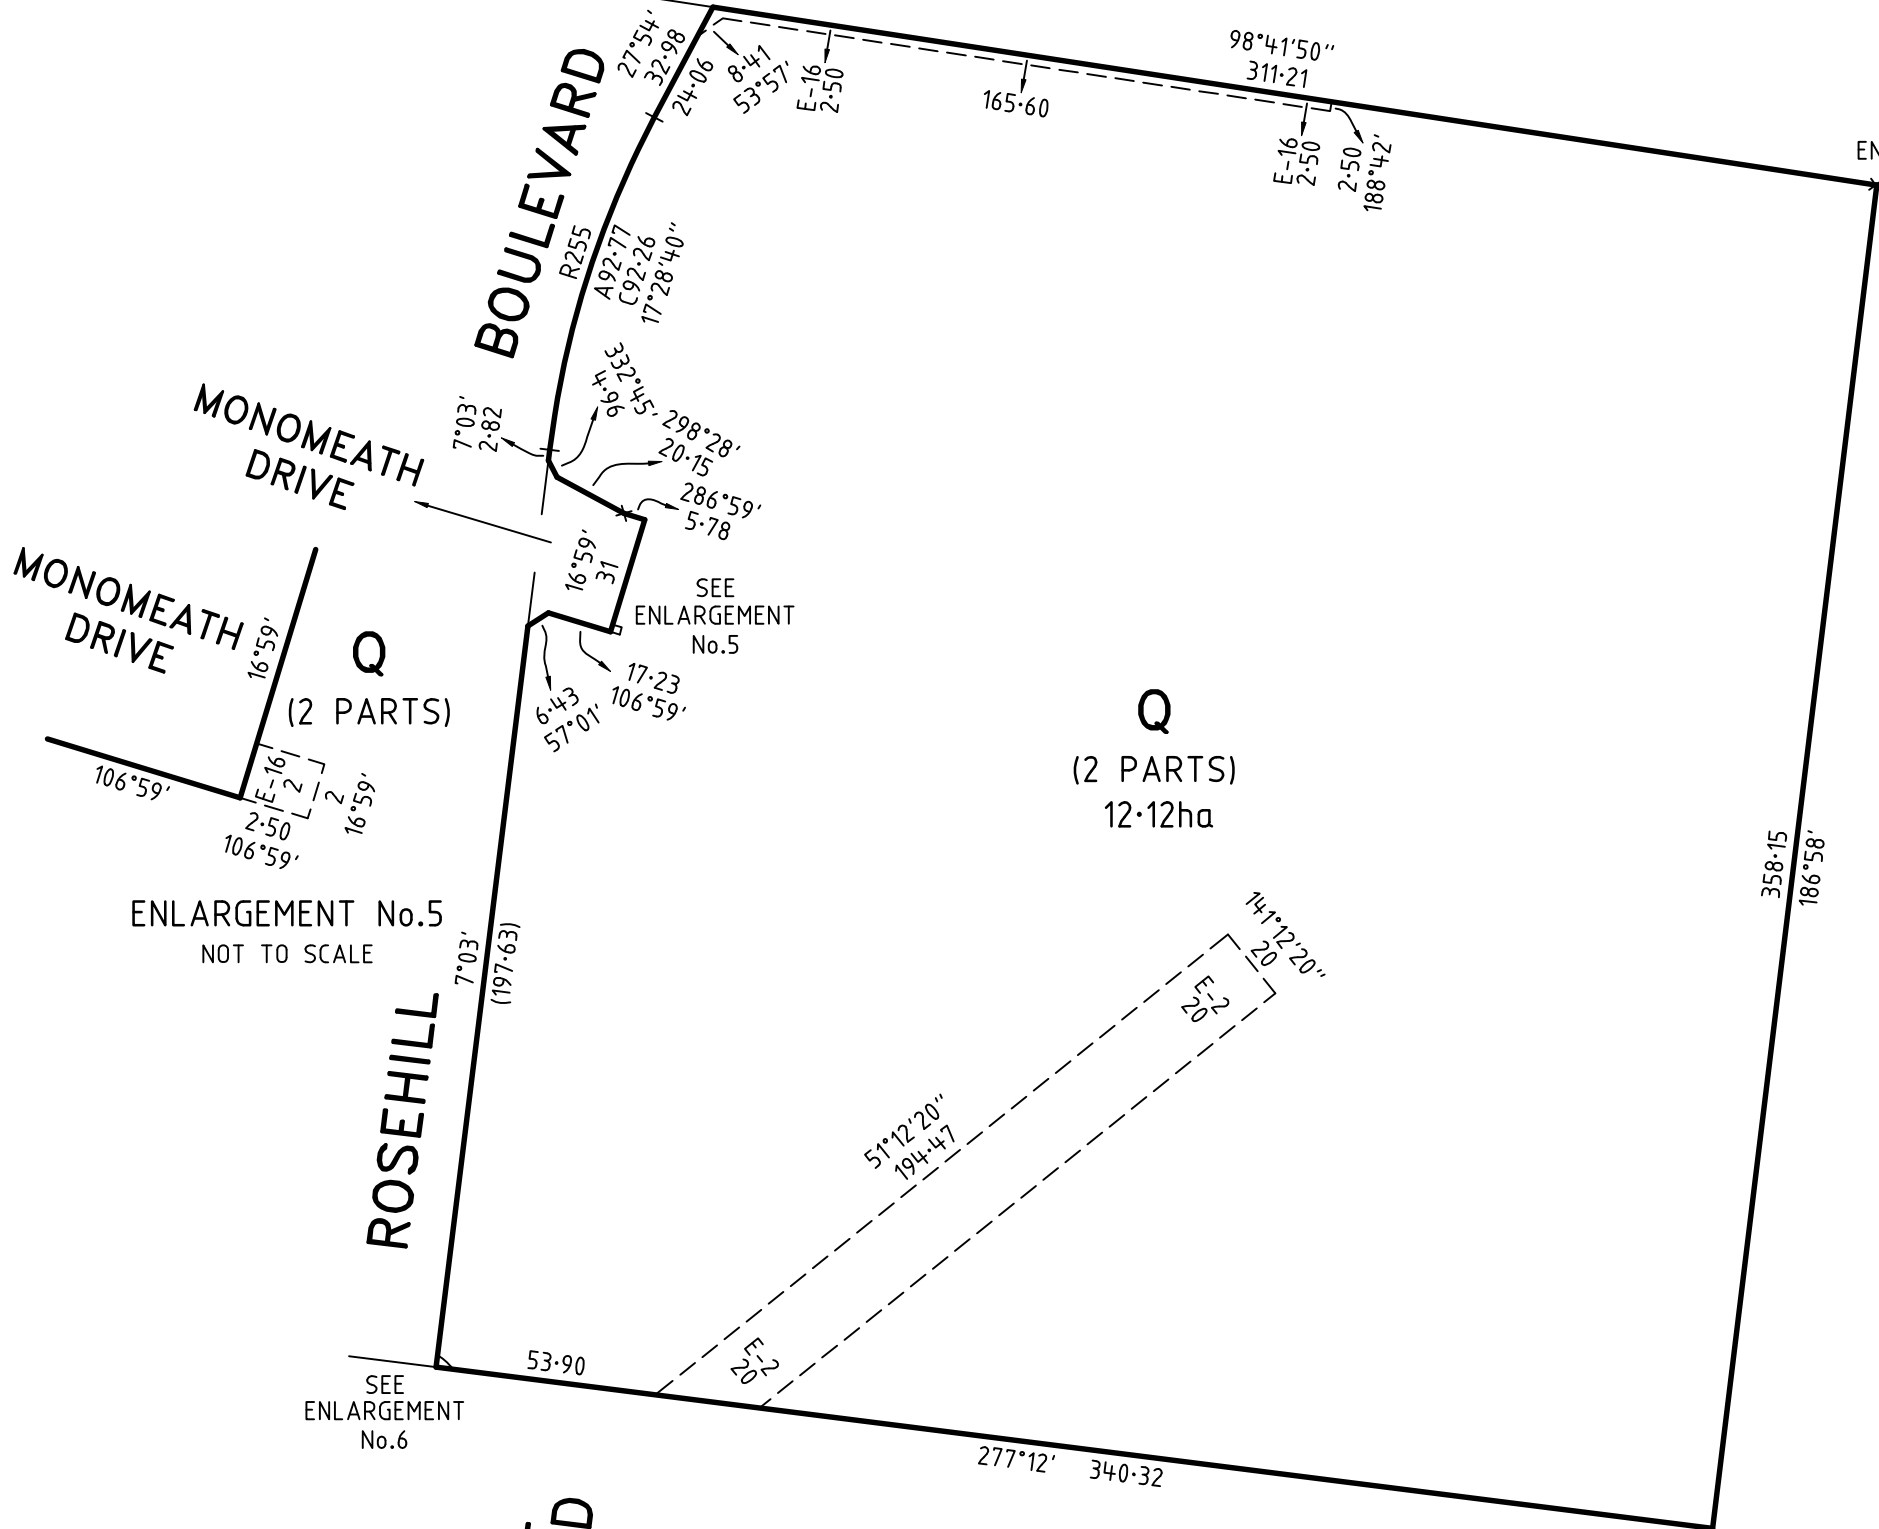 98°41'50"
311·21
27°54'
32·98
24·06
8·41
53°57'
E-16
2·50
165·60
E-16
2·50
2·50
188°42'
EN
BOULEVARD
R255
A92·77
C92·26
17°28'40"
7°03'
2·82
332°45'
4·96
298°28'
20·15
286°59'
5·78
MONOMEATH
DRIVE
16°59'
31
SEE
ENLARGEMENT
No.5
17·23
106°59'
6·43
57°01'
MONOMEATH
DRIVE
16°59'
Q
(2 PARTS)
106°59'
E-16
2
2
16°59'
2·50
106°59'
ENLARGEMENT No.5
NOT TO SCALE
Q
(2 PARTS)
12·12ha
358·15
186°58'
7°03'
(197·63)
ROSEHILL
141°12'20"
20
E-2
20
51°12'20"
194·47
E-2
20
53·90
SEE
ENLARGEMENT
No.6
277°12' 340·32
D